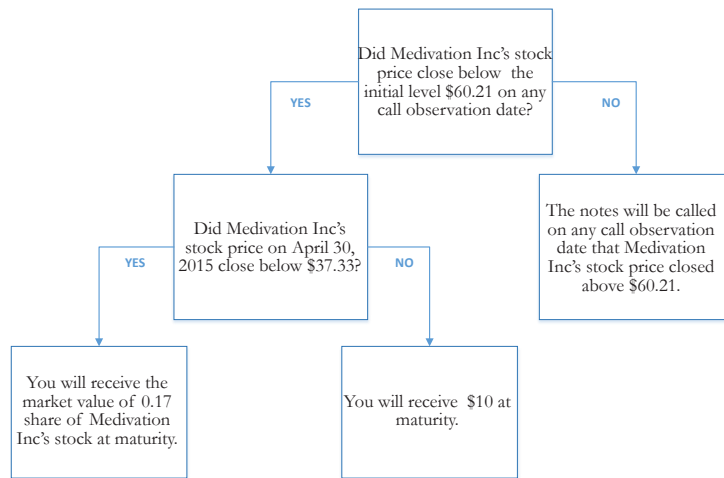 Did Medivation Inc's stock
price close below the
initial level $60.21 on any
call observation date?
YES
NO
Did Medivation Inc's
stock price on April 30,
2015 close below $37.33?
The notes will be called
on any call observation
date that Medivation
Inc's stock price closed
above $60.21.
YES
NO
You will receive the
market value of 0.17
share of Medivation
Inc's stock at maturity.
You will receive $10 at
maturity.